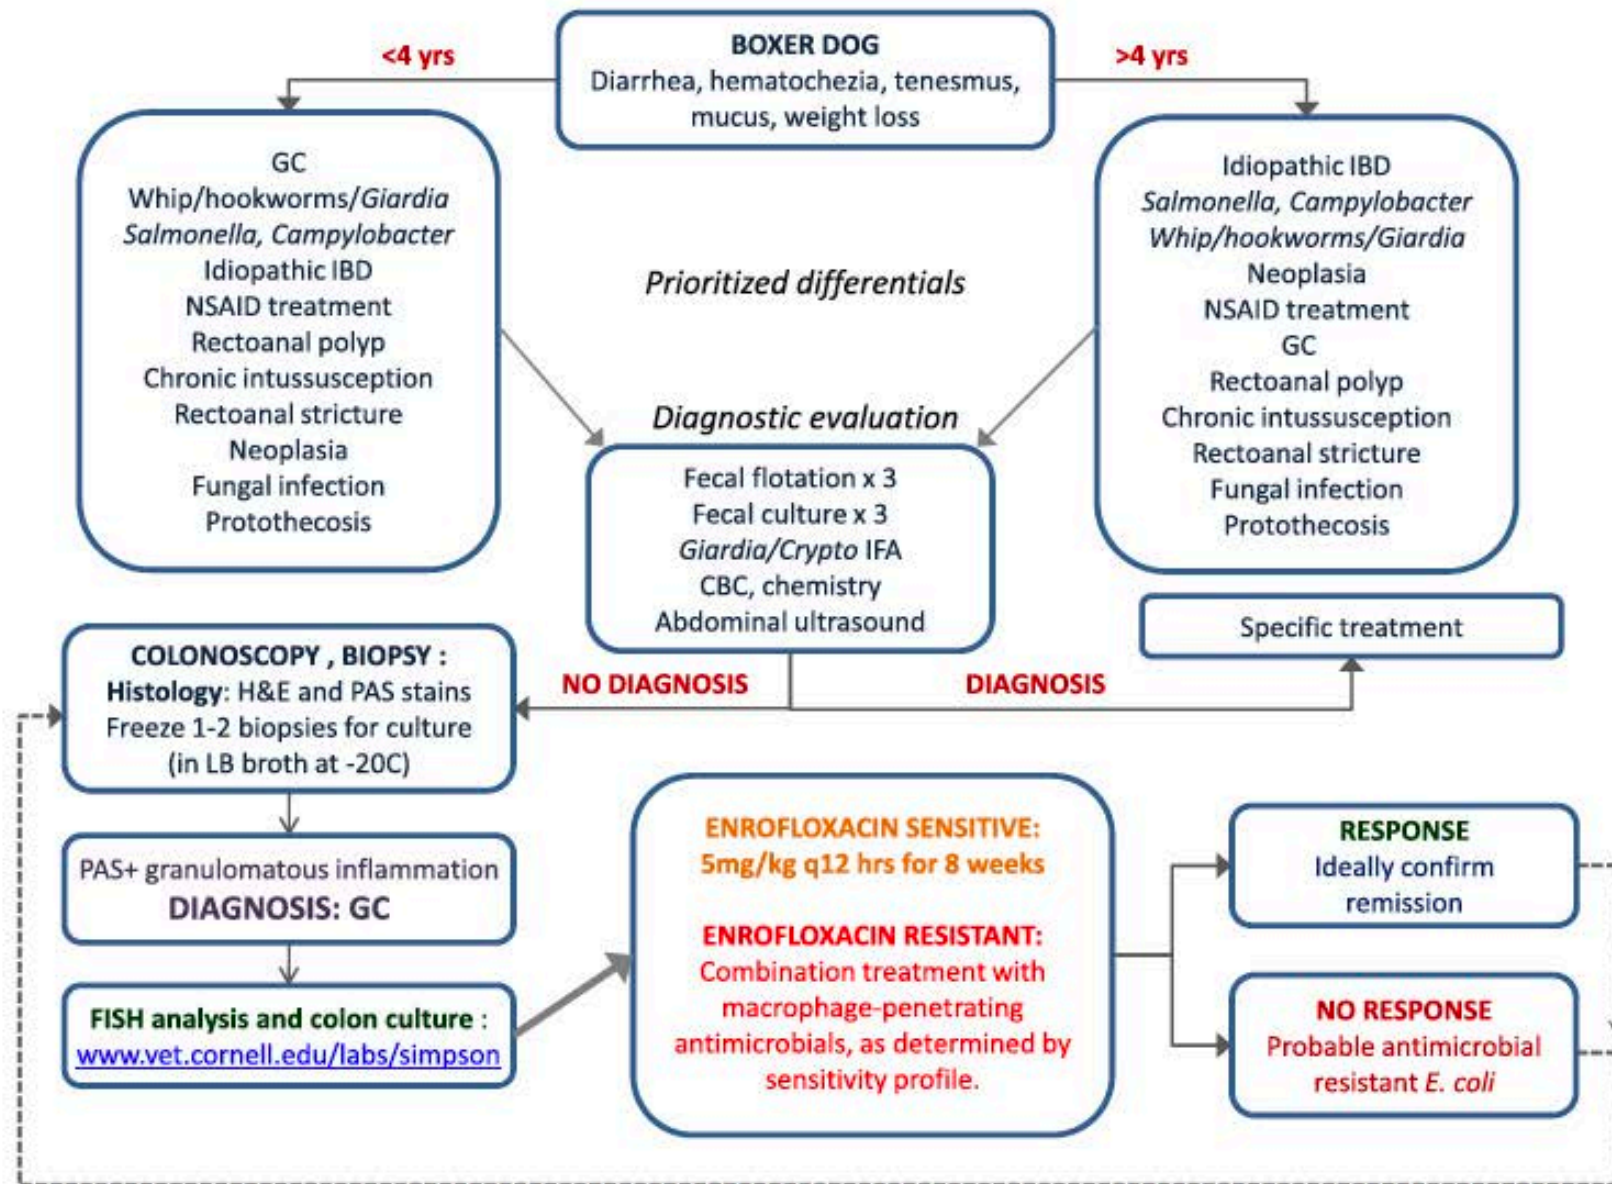 BOXER DOG
Diarrhea, hematochezia, tenesmus,
mucus, weight loss
<4 yrs
>4 yrs
GC
Whip/hookworms/Giardia
Salmonella, Campylobacter
Idiopathic IBD
NSAID treatment
Rectoanal polyp
Chronic intussusception
Rectoanal stricture
Neoplasia
Fungal infection
Protothecosis
Prioritized differentials
Idiopathic IBD
Salmonella, Campylobacter
Whip/hookworms/Giardia
Neoplasia
NSAID treatment
GC
Rectoanal polyp
Chronic intussusception
Rectoanal stricture
Fungal infection
Protothecosis
Diagnostic evaluation
Fecal flotation x 3
Fecal culture x 3
Giardia/Crypto IFA
CBC, chemistry
Abdominal ultrasound
NO DIAGNOSIS
DIAGNOSIS
Specific treatment
COLONOSCOPY , BIOPSY :
Histology: H&E and PAS stains
Freeze 1-2 biopsies for culture
(in LB broth at -20C)
PAS+ granulomatous inflammation
DIAGNOSIS: GC
FISH analysis and colon culture :
www.vet.cornell.edu/labs/simpson
ENROFLOXACIN SENSITIVE:
5mg/kg q12 hrs for 8 weeks
ENROFLOXACIN RESISTANT:
Combination treatment with
macrophage-penetrating
antimicrobials, as determined by
sensitivity profile.
RESPONSE
Ideally confirm
remission
NO RESPONSE
Probable antimicrobial
resistant E. coli